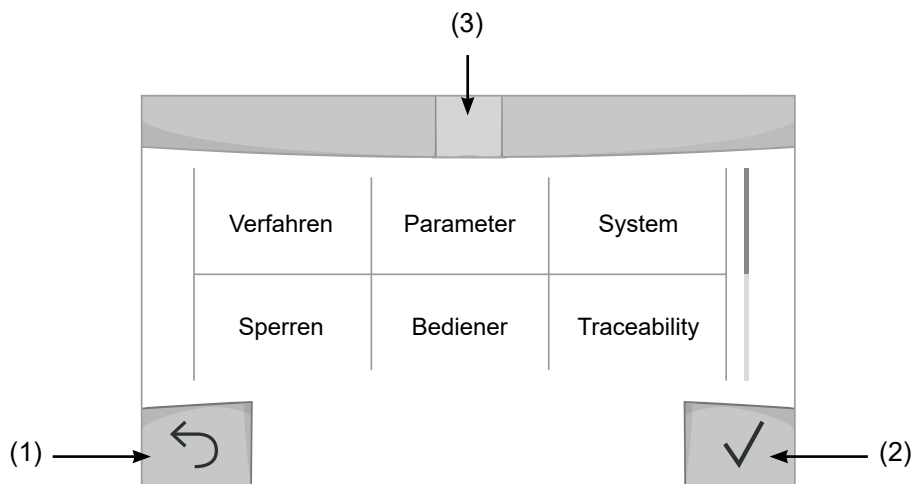 (3)
Verfahren Parameter System
Sperren Bediener Traceability
(1) (2)